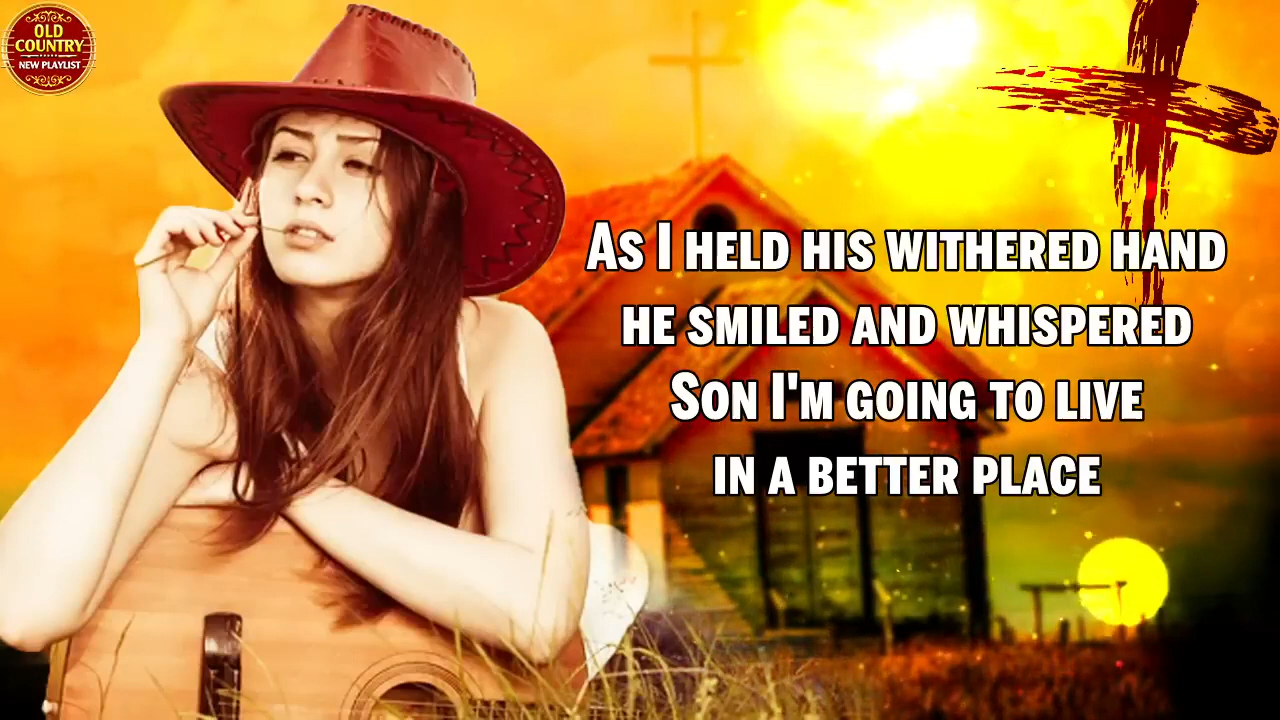 OLD
COUNTRY
NEW PLAYLIST
As I held his withered hand
he smiled and whispered
Son I'm going to live
in a better place